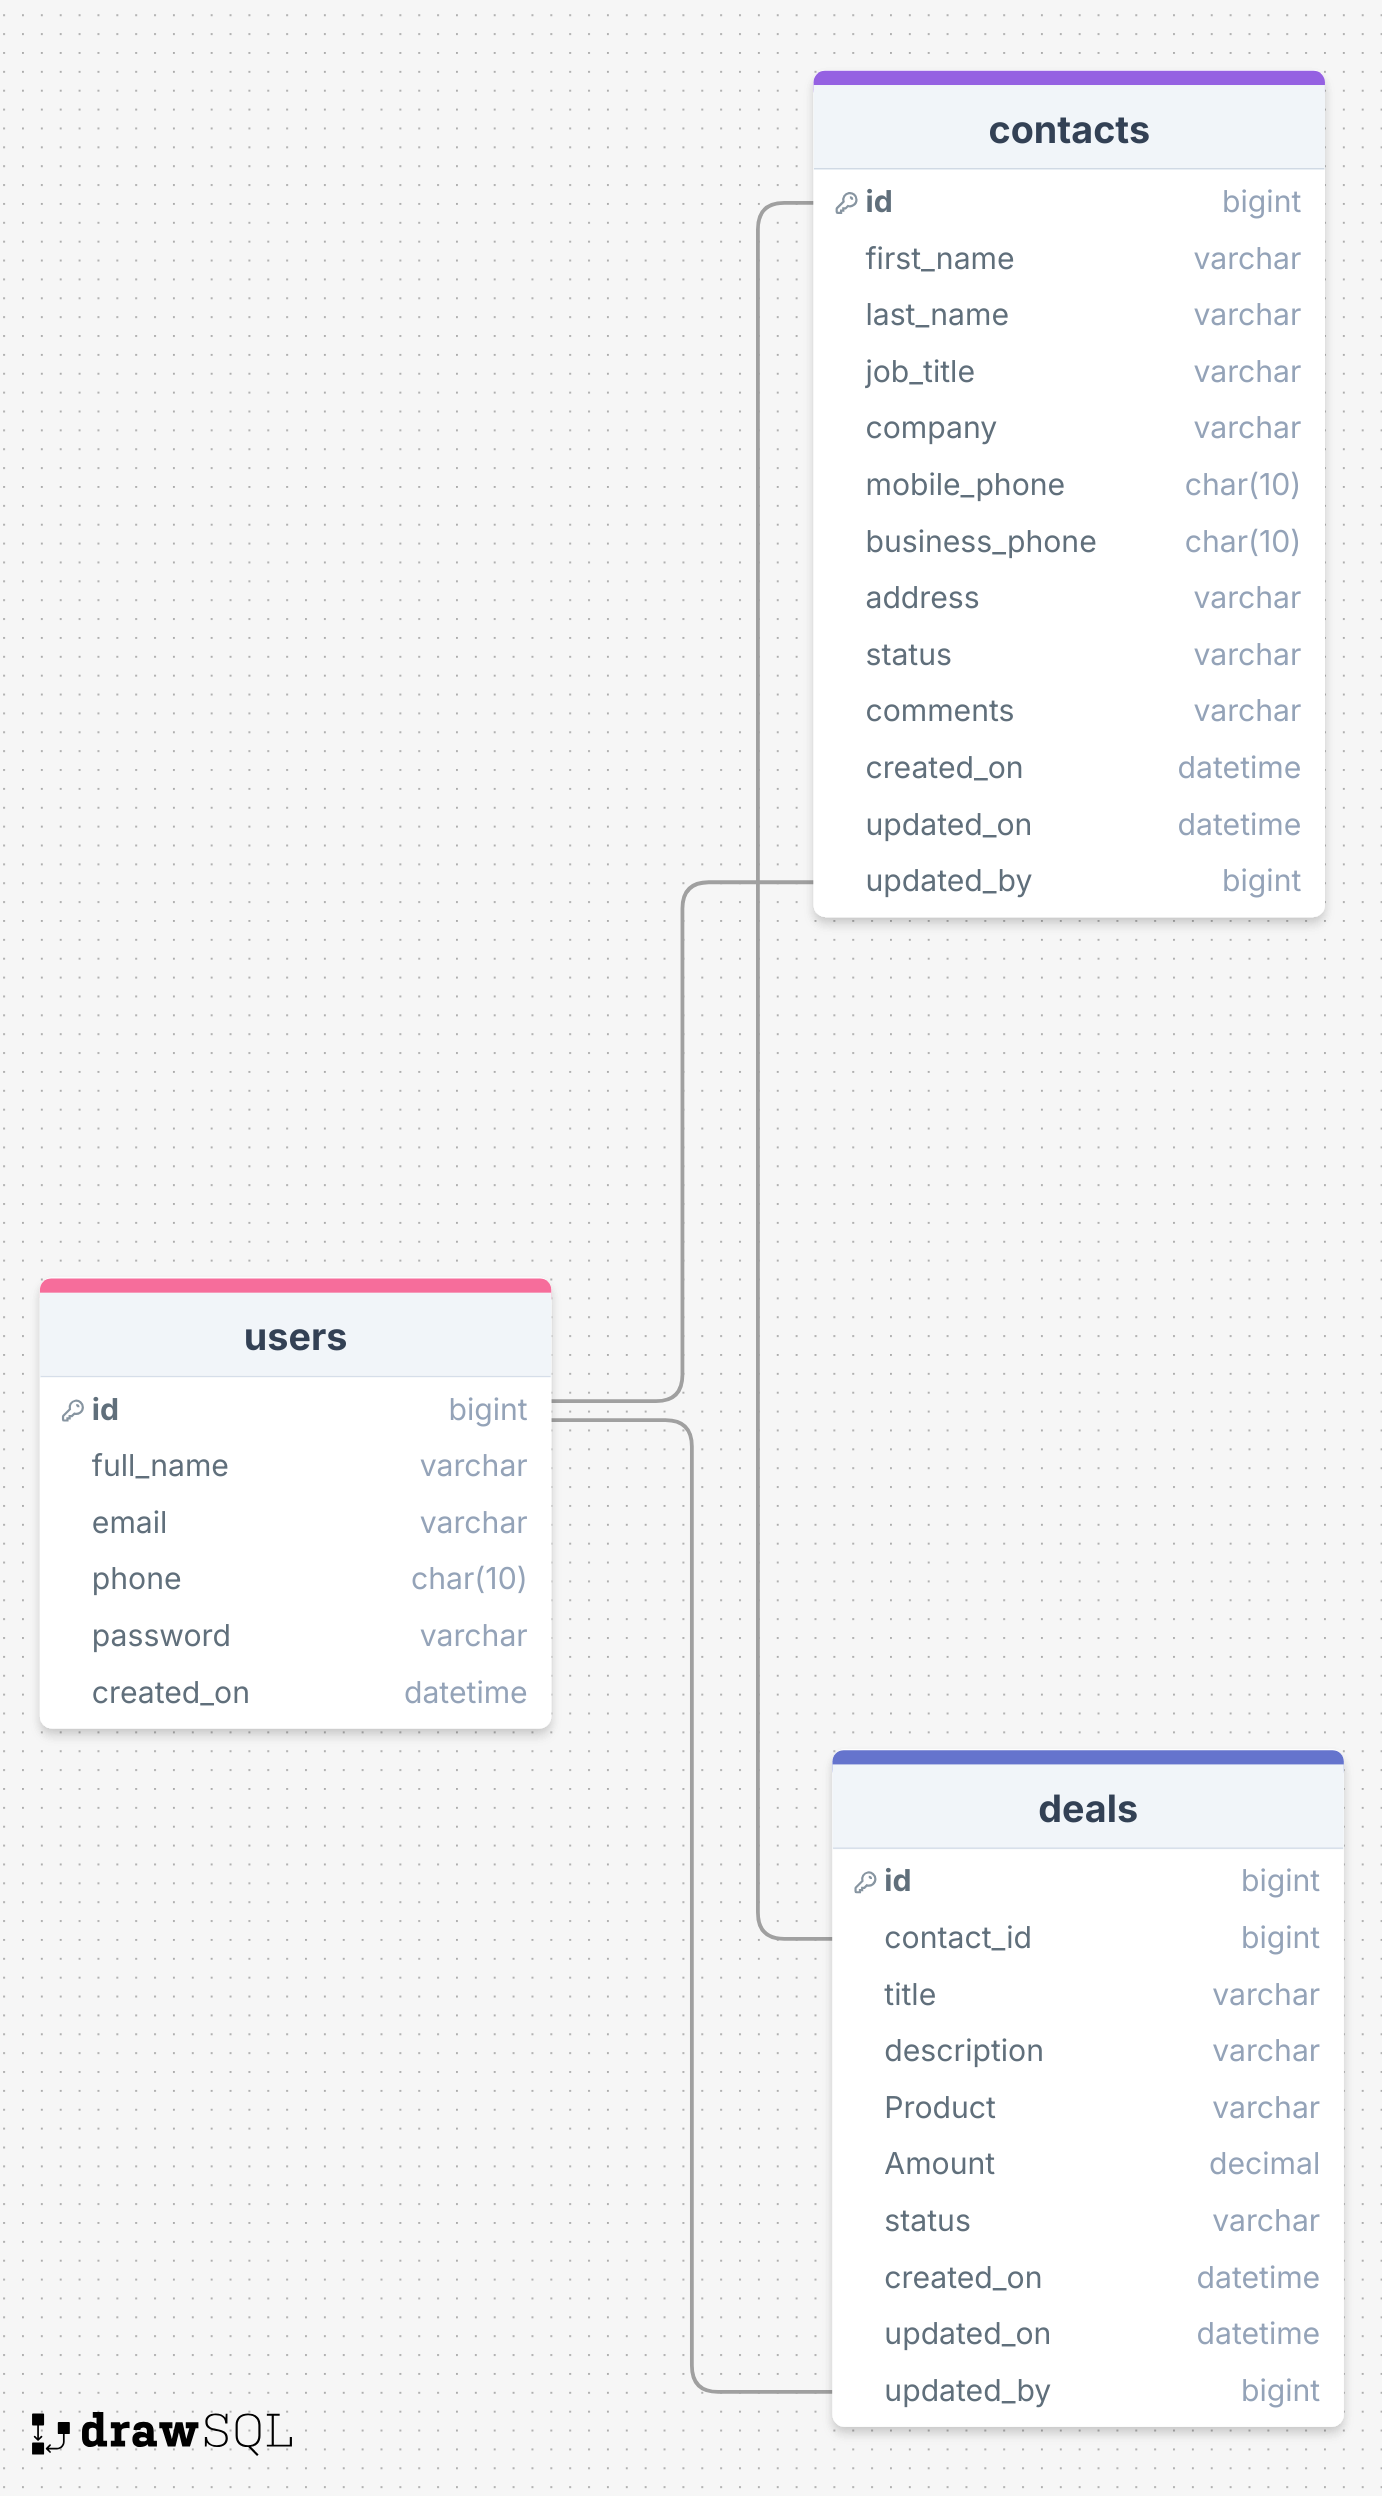 contacts
id bigint
first_name varchar
last_name varchar
job_title varchar
company varchar
mobile_phone char(10)
business_phone char(10)
address varchar
status varchar
comments varchar
created_on datetime
updated_on datetime
updated_by bigint
users
id bigint
full_name varchar
email varchar
phone char(10)
password varchar
created_on datetime
deals
id bigint
contact_id bigint
title varchar
description varchar
Product varchar
Amount decimal
status varchar
created_on datetime
updated_on datetime
updated_by bigint
drawSQL